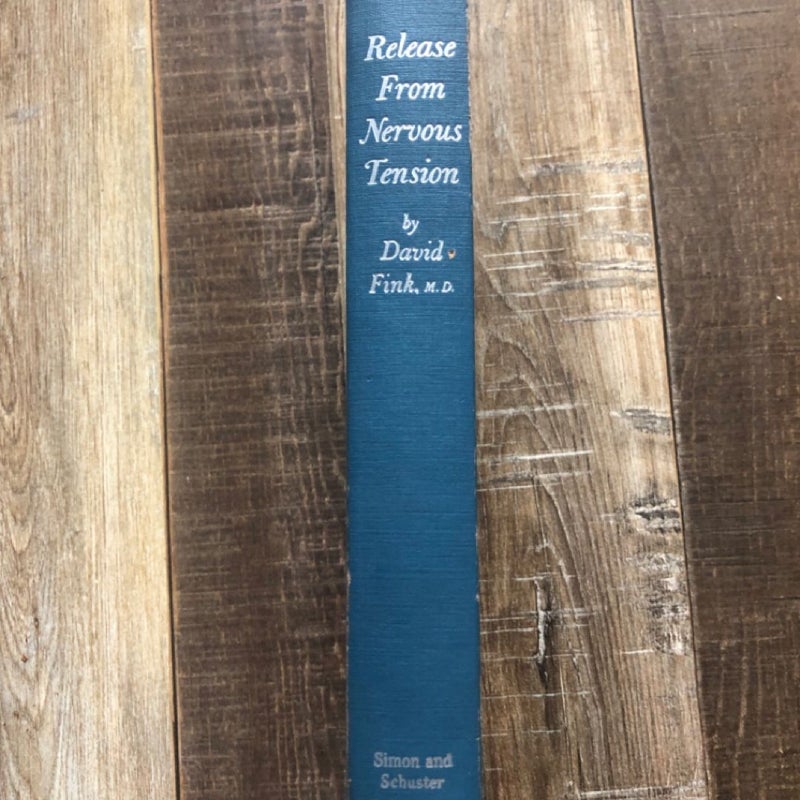 Release
From
Nervous
Tension
by
David
Fink, M.D.
Simon and
Schuster